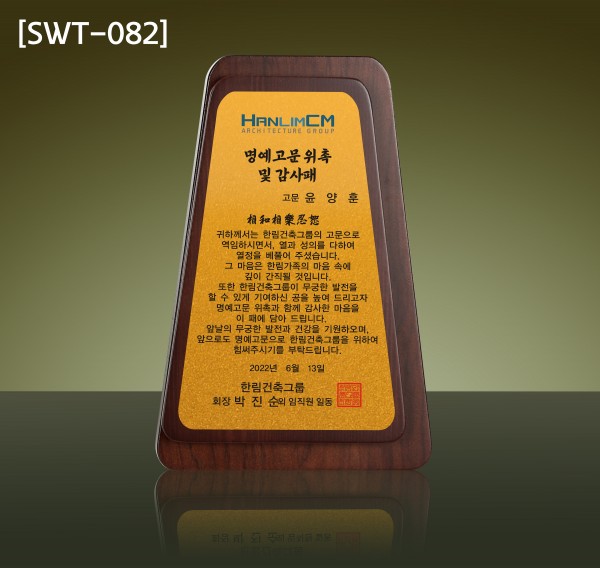 [SWT-082]
HANLIMCM
ARCHITECTURE GROUP
명예고문 위촉
및 감사패
고문 윤 양 훈
相和相樂忍恕
귀하께서는 한림건축그룹의 고문으로
역임하시면서, 열과 성의를 다하여
열정을 베풀어 주셨습니다.
그 마음은 한림가족의 마음 속에
깊이 간직될 것입니다.
또한 한림건축그룹이 무궁한 발전을
할 수 있게 기여하신 공을 높여 드리고자
명예고문 위촉과 함께 감사한 마음을
이 패에 담아 드립니다.
앞날의 무궁한 발전과 건강을 기원하오며,
앞으로도 명예고문으로 한림건축그룹을 위하여
힘써주시기를 부탁드립니다.
2022년 6월 13일
한림건축그룹
회장 박 진 순 외 임직원 일동